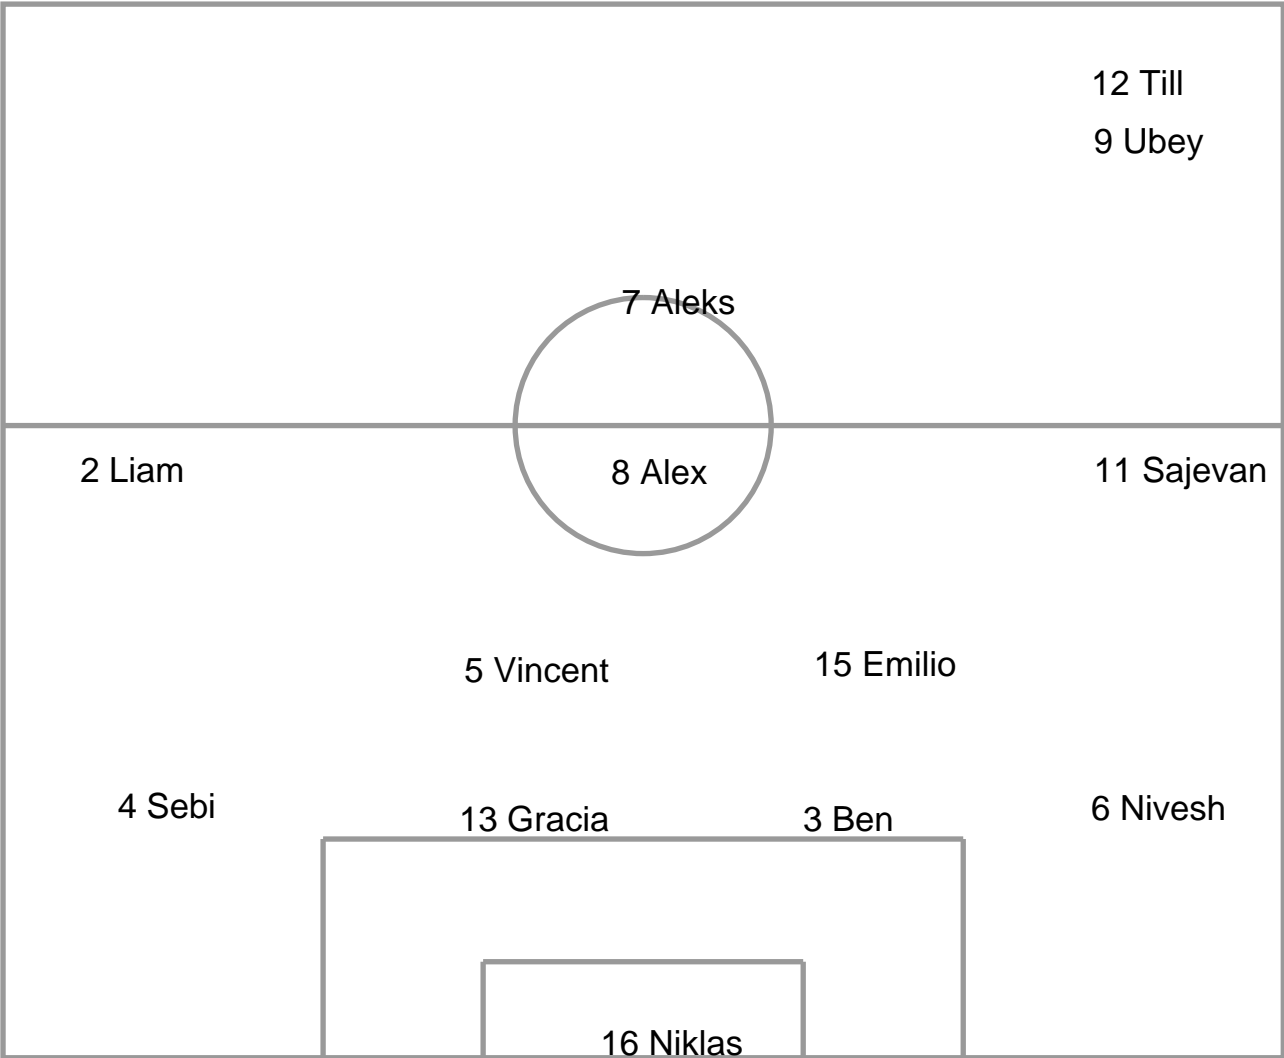 12 Till
9 Ubey
7 Aleks
2 Liam
8 Alex
11 Sajevan
5 Vincent
15 Emilio
4 Sebi
13 Gracia
3 Ben
6 Nivesh
16 Niklas